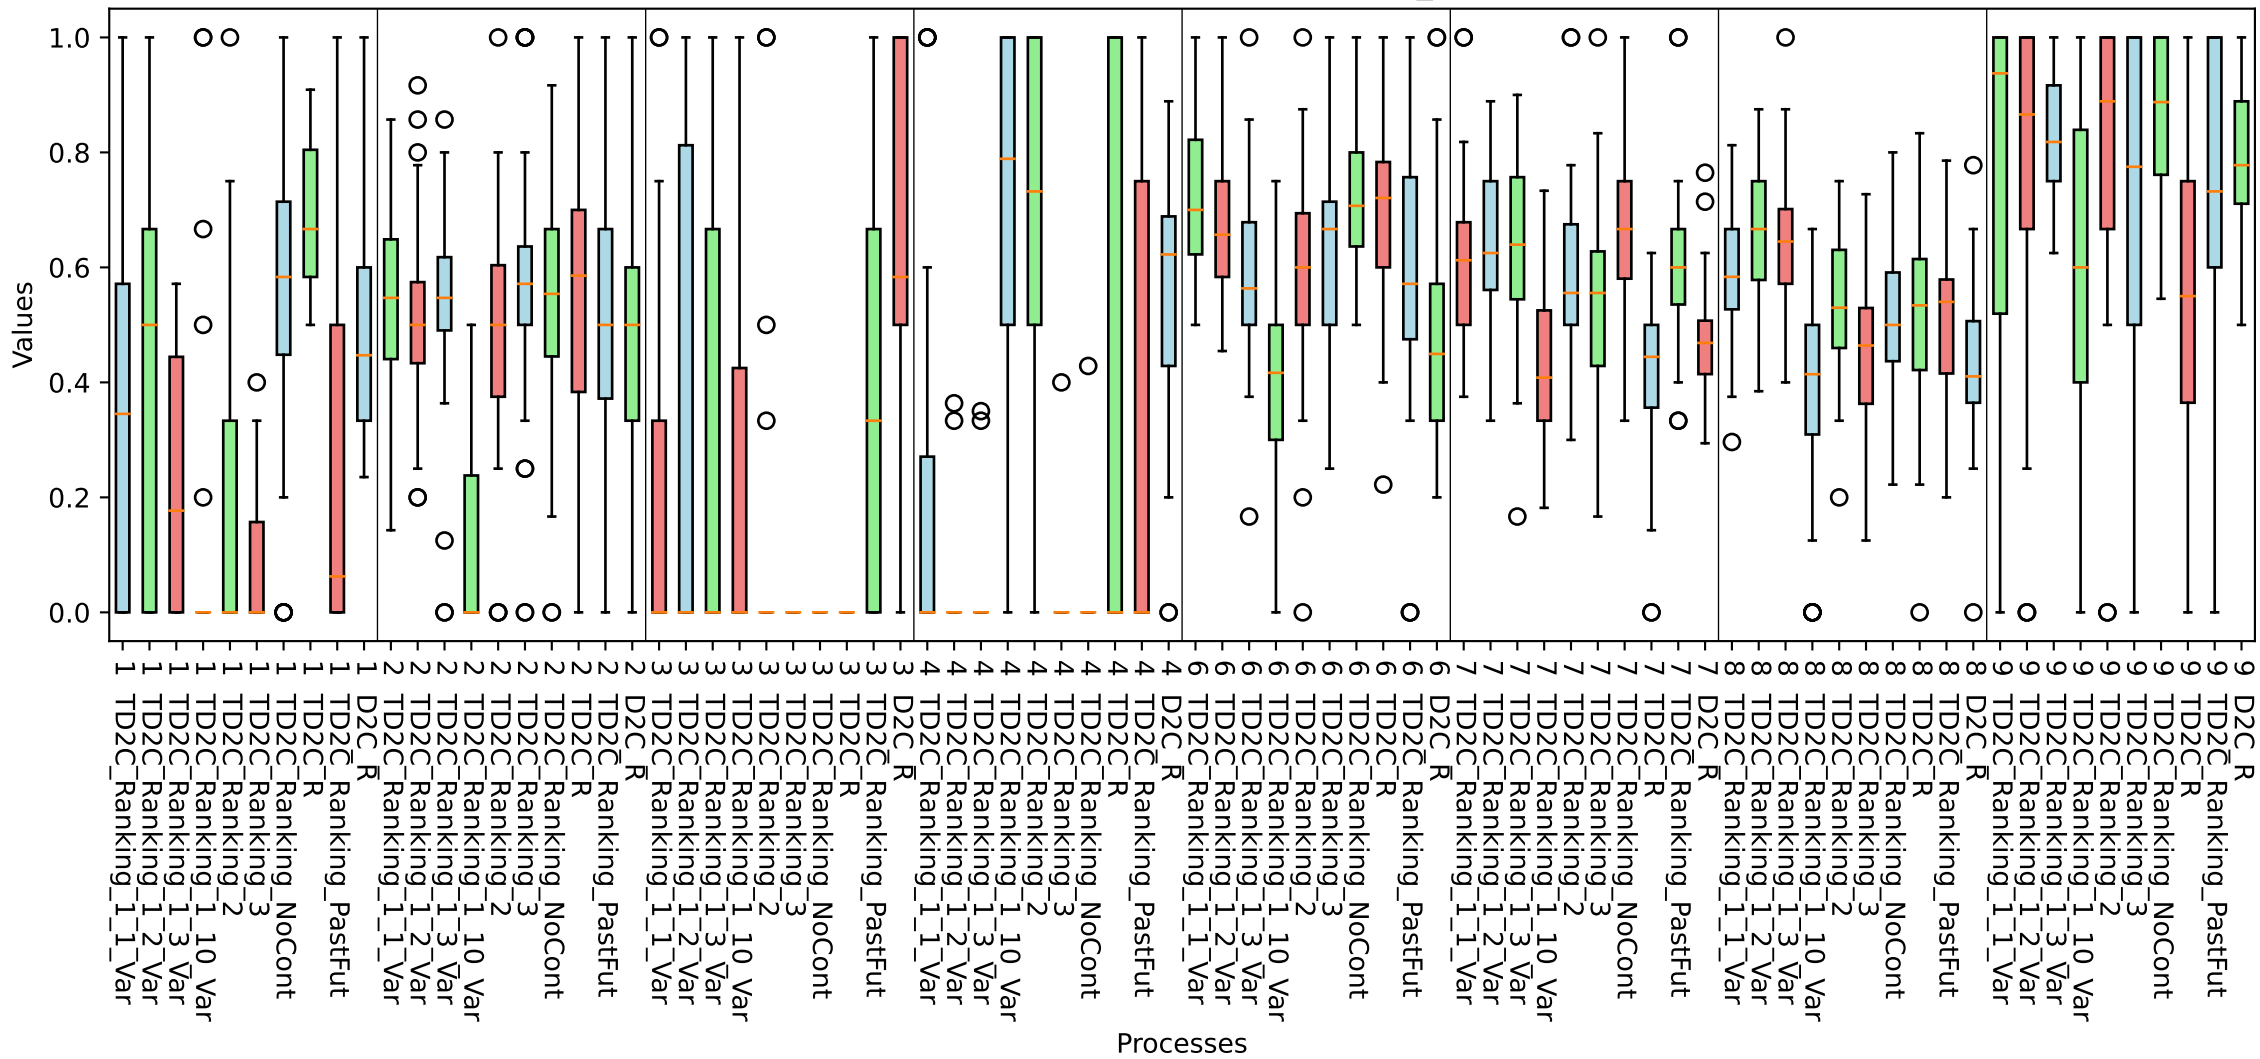 Values
1.0
0.8
0.6
0.4
0.2
0.0
1 TD2C_Ranking_1_1_Var
1 TD2C_Ranking_1_2_Var
1 TD2C_Ranking_1_3_Var
1 TD2C_Ranking_1_10_Var
1 TD2C_Ranking_2
1 TD2C_Ranking_3
1 TD2C_Ranking_NoCont
1 TD2C_R
1 TD2C_Ranking_PastFut
1 D2C_R
2 TD2C_Ranking_1_1_Var
2 TD2C_Ranking_1_2_Var
2 TD2C_Ranking_1_3_Var
2 TD2C_Ranking_1_10_Var
2 TD2C_Ranking_2
2 TD2C_Ranking_3
2 TD2C_Ranking_NoCont
2 TD2C_R
2 TD2C_Ranking_PastFut
2 D2C_R
3 TD2C_Ranking_1_1_Var
3 TD2C_Ranking_1_2_Var
3 TD2C_Ranking_1_3_Var
3 TD2C_Ranking_1_10_Var
3 TD2C_Ranking_2
3 TD2C_Ranking_3
3 TD2C_Ranking_NoCont
3 TD2C_R
3 TD2C_Ranking_PastFut
3 D2C_R
4 TD2C_Ranking_1_1_Var
4 TD2C_Ranking_1_2_Var
4 TD2C_Ranking_1_3_Var
4 TD2C_Ranking_1_10_Var
4 TD2C_Ranking_2
4 TD2C_Ranking_3
4 TD2C_Ranking_NoCont
4 TD2C_R
4 TD2C_Ranking_PastFut
4 D2C_R
6 TD2C_Ranking_1_1_Var
6 TD2C_Ranking_1_2_Var
6 TD2C_Ranking_1_3_Var
6 TD2C_Ranking_1_10_Var
6 TD2C_Ranking_2
6 TD2C_Ranking_3
6 TD2C_Ranking_NoCont
6 TD2C_R
6 TD2C_Ranking_PastFut
6 D2C_R
7 TD2C_Ranking_1_1_Var
7 TD2C_Ranking_1_2_Var
7 TD2C_Ranking_1_3_Var
7 TD2C_Ranking_1_10_Var
7 TD2C_Ranking_2
7 TD2C_Ranking_3
7 TD2C_Ranking_NoCont
7 TD2C_R
7 TD2C_Ranking_PastFut
7 D2C_R
8 TD2C_Ranking_1_1_Var
8 TD2C_Ranking_1_2_Var
8 TD2C_Ranking_1_3_Var
8 TD2C_Ranking_1_10_Var
8 TD2C_Ranking_2
8 TD2C_Ranking_3
8 TD2C_Ranking_NoCont
8 TD2C_R
8 TD2C_Ranking_PastFut
8 D2C_R
9 TD2C_Ranking_1_1_Var
9 TD2C_Ranking_1_2_Var
9 TD2C_Ranking_1_3_Var
9 TD2C_Ranking_1_10_Var
9 TD2C_Ranking_2
9 TD2C_Ranking_3
9 TD2C_Ranking_NoCont
9 TD2C_R
9 TD2C_Ranking_PastFut
9 D2C_R
Processes